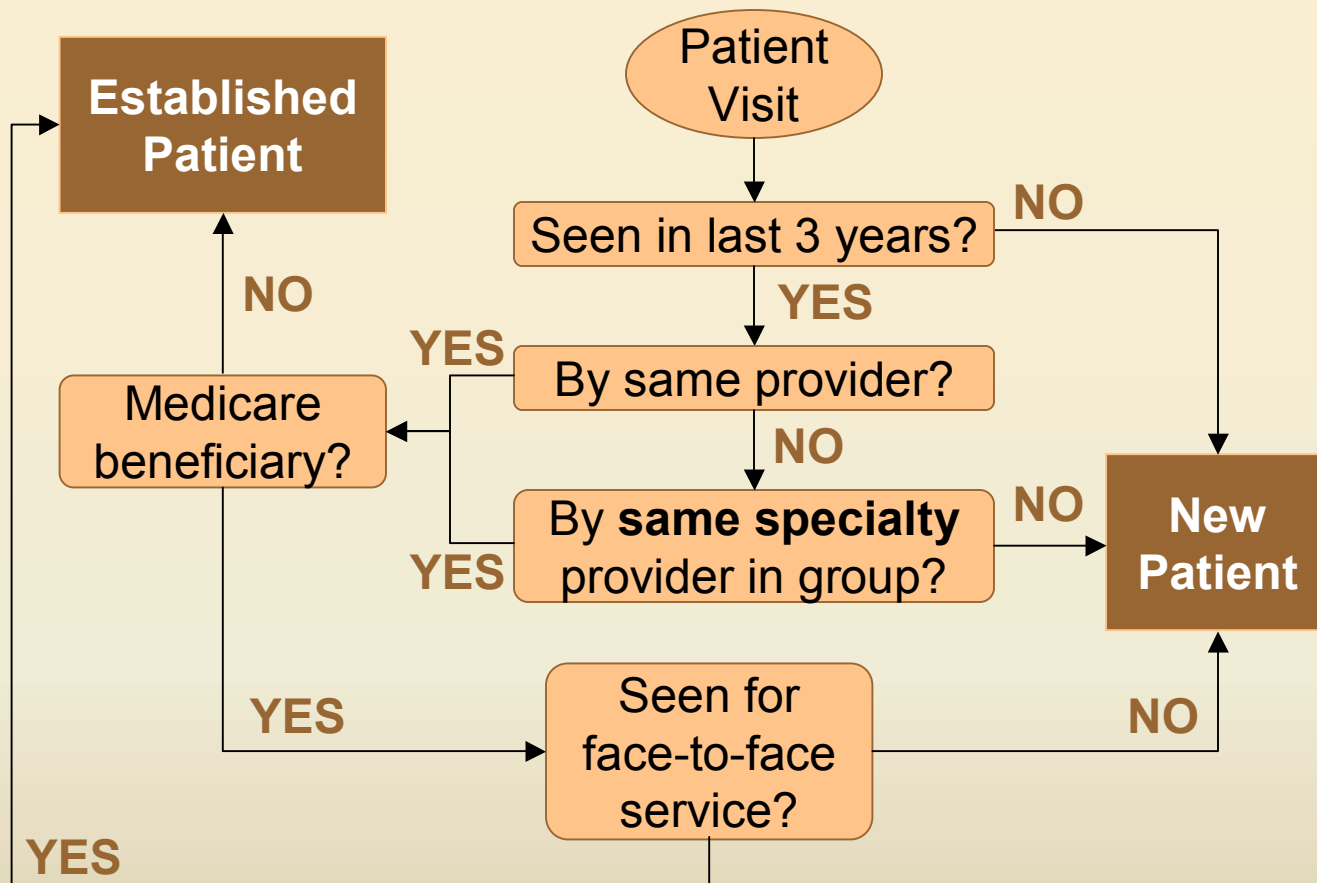 Patient
Visit
Established
Patient
Seen in last 3 years?
NO
YES
NO
By same provider?
YES
NO
Medicare
beneficiary?
By same specialty
provider in group?
YES
NO
New
Patient
YES
Seen for
face-to-face
service?
NO
YES